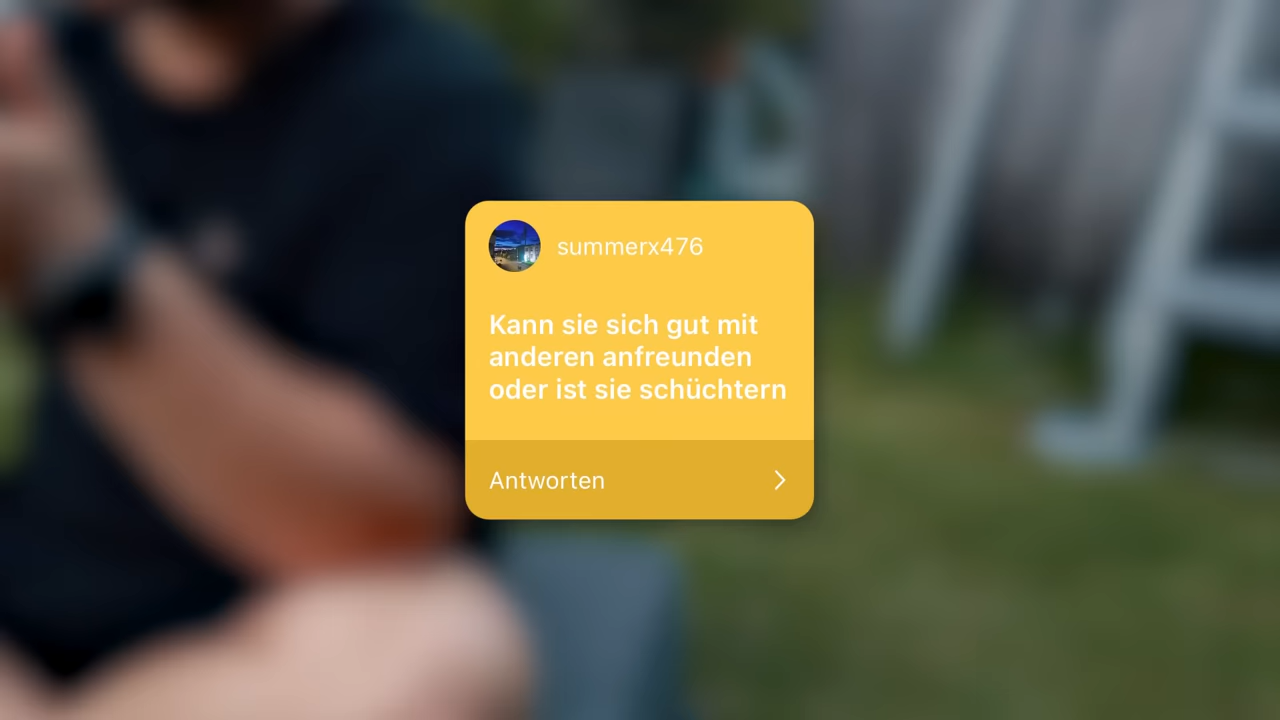 summerx476
Kann sie sich gut mit
anderen anfreunden
oder ist sie schüchtern
Antworten